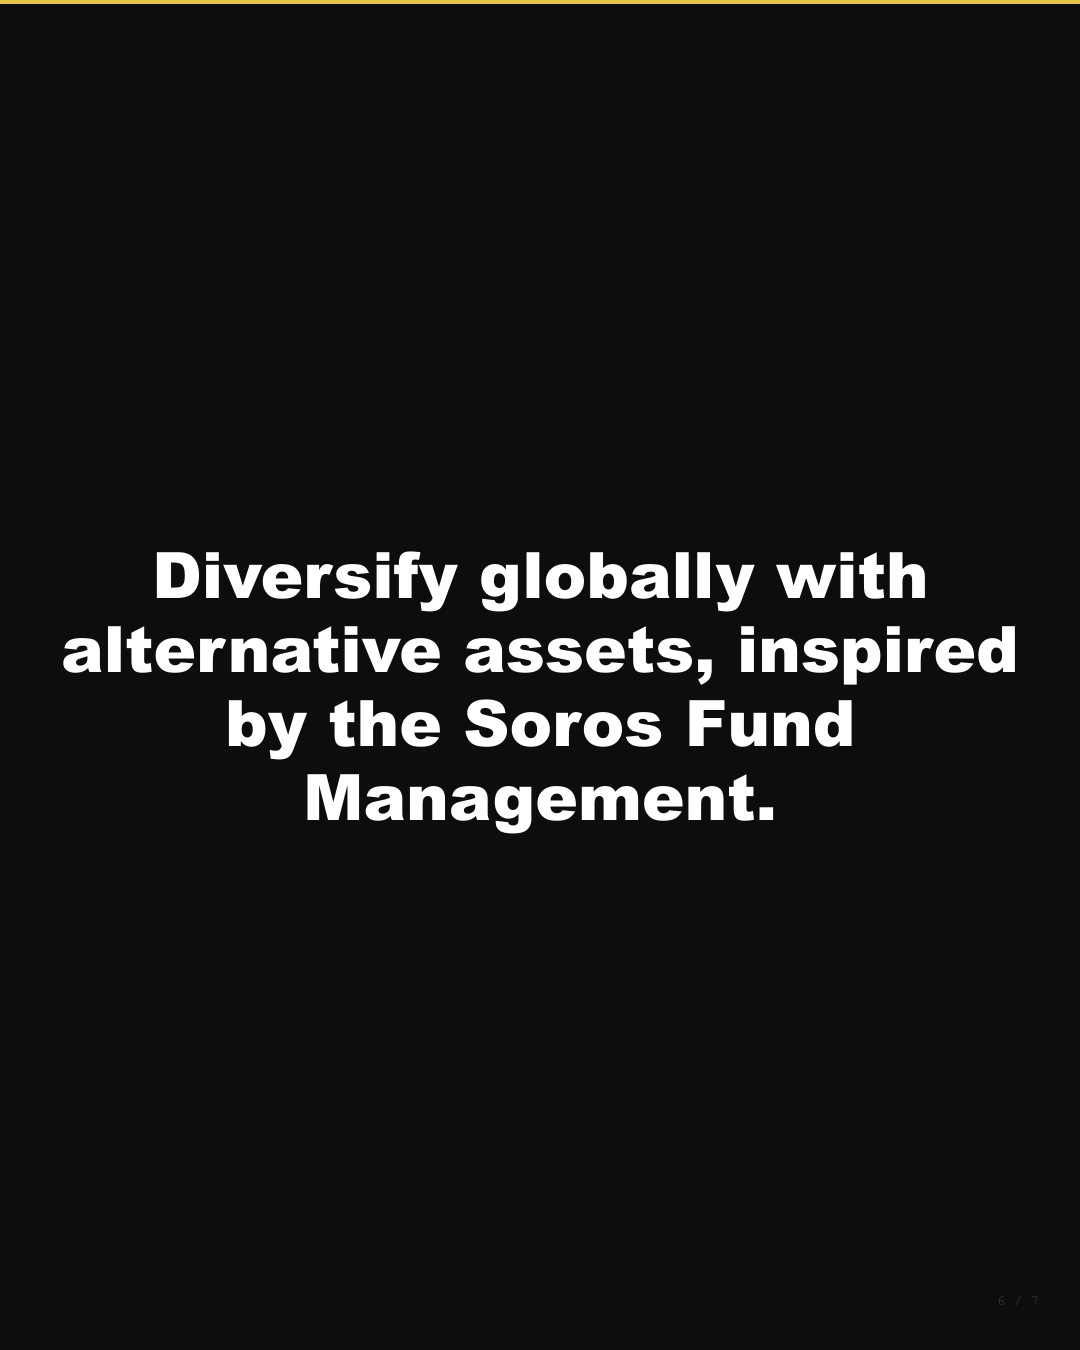 Diversify globally with
alternative assets, inspired
by the Soros Fund
Management.
6 / 7